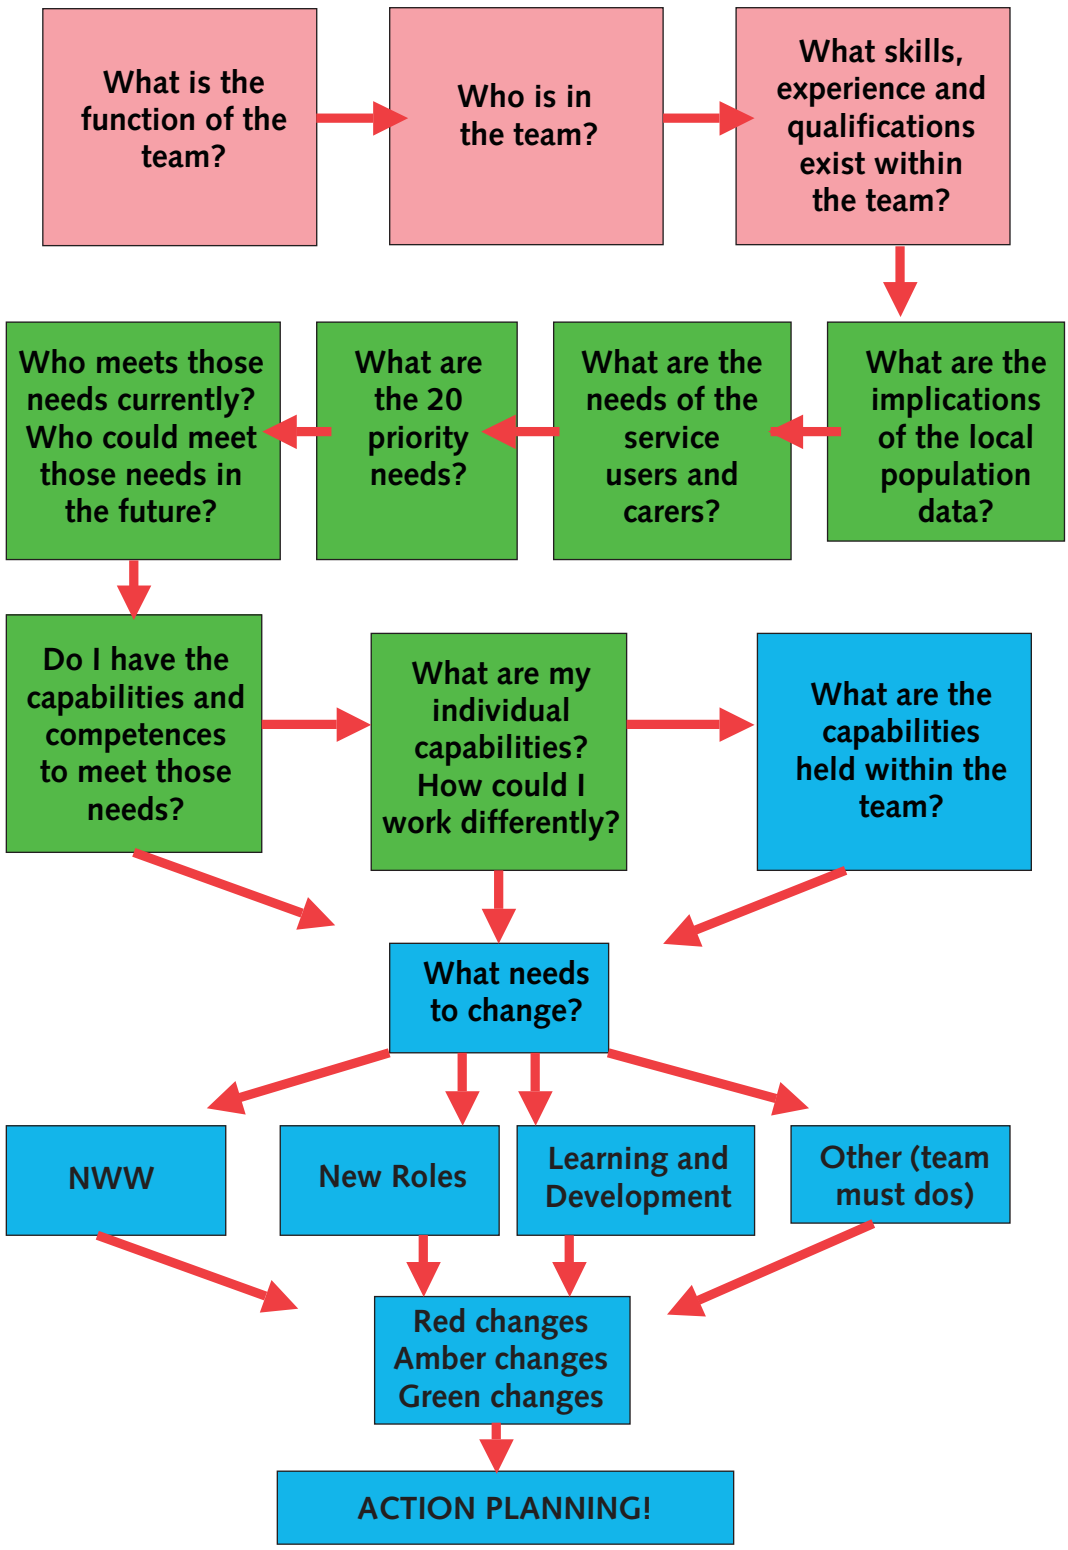 What is the
function of the
team?
Who is in
the team?
What skills,
experience and
qualifications
exist within
the team?
Who meets those
needs currently?
Who could meet
those needs in
the future?
What are
the 20
priority
needs?
What are the
needs of the
service
users and
carers?
What are the
implications
of the local
population
data?
Do I have the
capabilities and
competences
to meet those
needs?
What are my
individual
capabilities?
How could I
work differently?
What are the
capabilities
held within the
team?
What needs
to change?
NWW
New Roles
Learning and
Development
Other (team
must dos)
Red changes
Amber changes
Green changes
ACTION PLANNING!